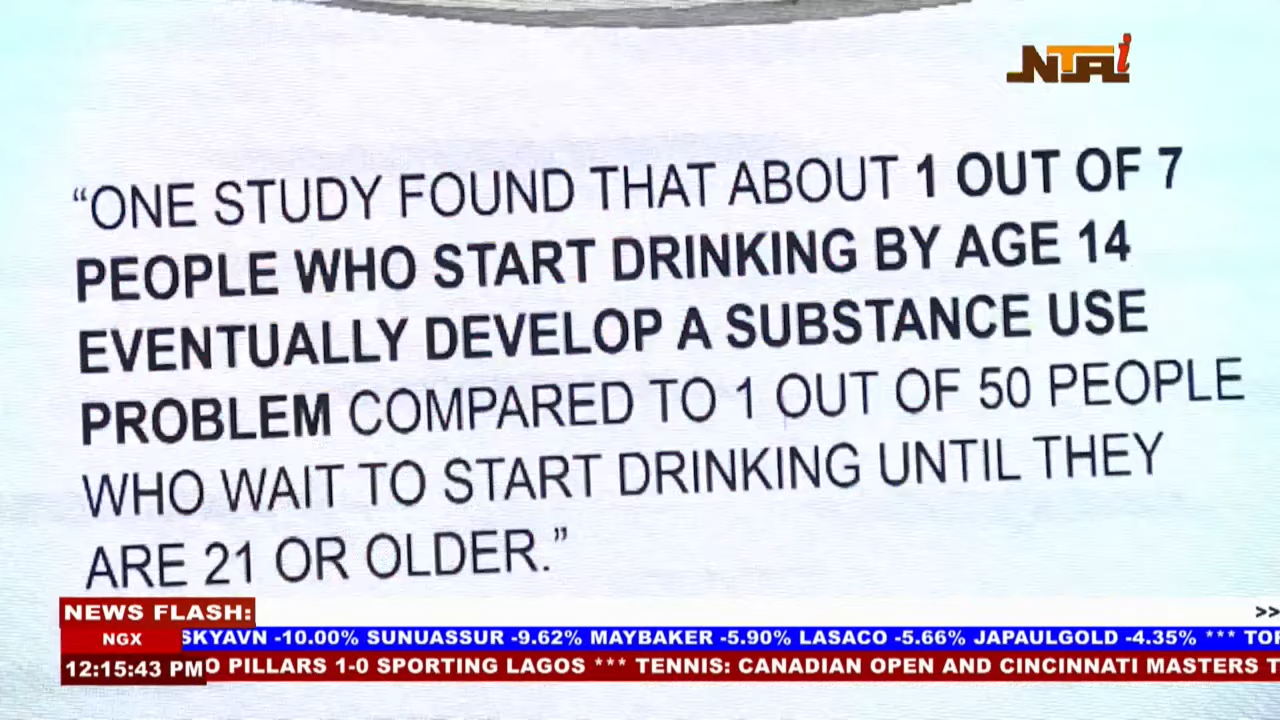 NTAi
“ONE STUDY FOUND THAT ABOUT 1 OUT OF 7
PEOPLE WHO START DRINKING BY AGE 14
EVENTUALLY DEVELOP A SUBSTANCE USE
PROBLEM COMPARED TO 1 OUT OF 50 PEOPLE
WHO WAIT TO START DRINKING UNTIL THEY
ARE 21 OR OLDER.”
NEWS FLASH: >>
NGX SKYAVN -10.00% SUNUASSUR -9.62% MAYBAKER -5.90% LASACO -5.66% JAPAULGOLD -4.35% ***
12:15:43 PM PILLARS 1-0 SPORTING LAGOS *** TENNIS: CANADIAN OPEN AND CINCINNATI MASTERS